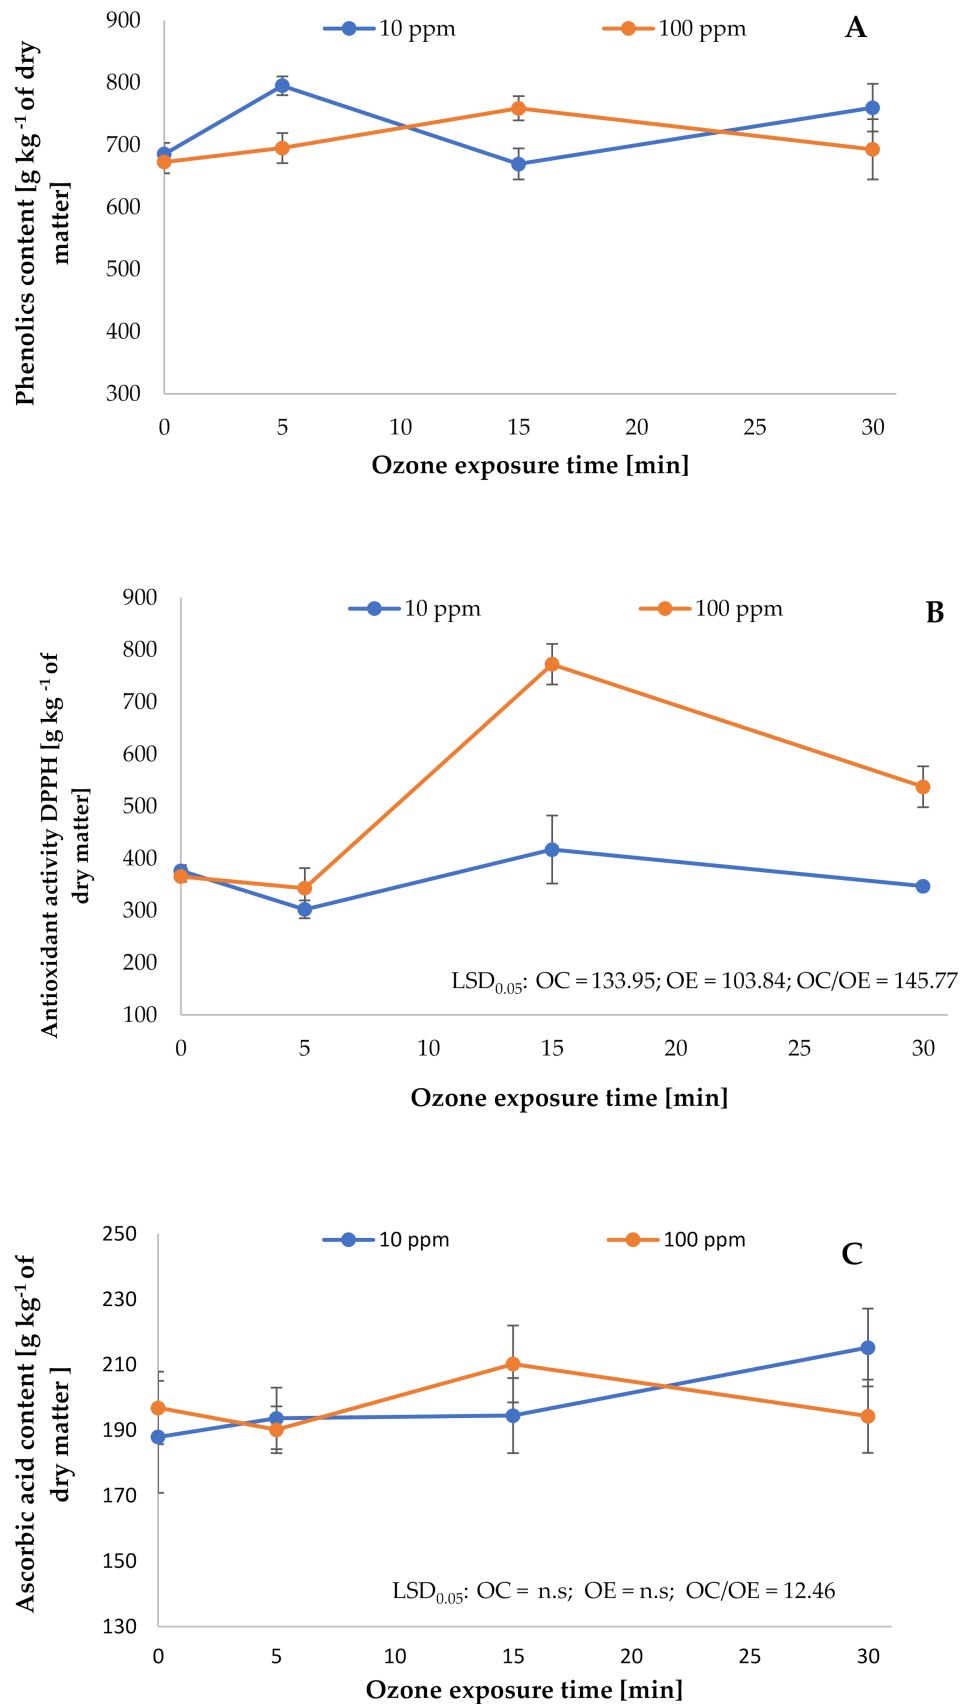 10 ppm
100 ppm
A
900
800
700
600
500
400
300
Phenolics content [g kg -1 of dry
matter]
0 5 10 15 20 25 30
Ozone exposure time [min]
10 ppm
100 ppm
B
900
800
700
600
500
400
300
200
100
Antioxidant activity DPPH [g kg -1 of
dry matter]
LSD0.05: OC = 133.95; OE = 103.84; OC/OE = 145.77
0 5 10 15 20 25 30
Ozone exposure time [min]
10 ppm
100 ppm
C
250
230
210
190
170
150
130
Ascorbic acid content [g kg-1 of
dry matter ]
LSD0.05: OC = n.s; OE = n.s; OC/OE = 12.46
0 5 10 15 20 25 30
Ozone exposure time [min]